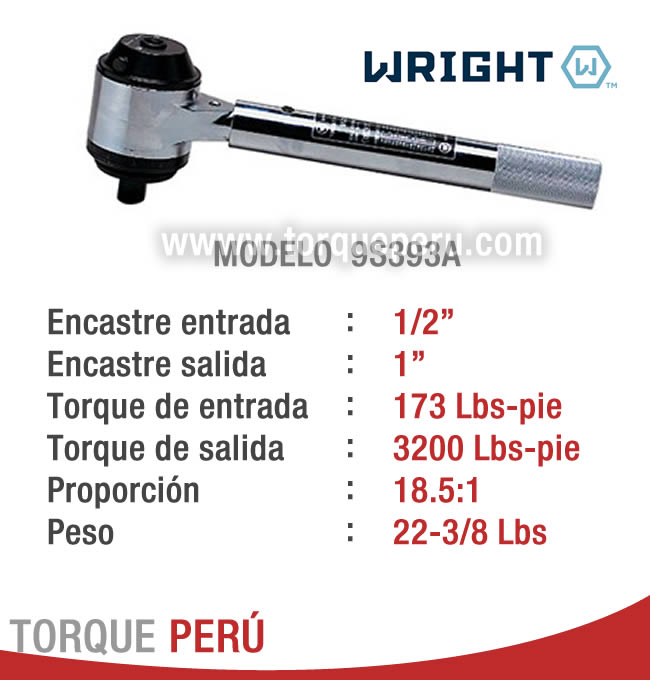 WRIGHT W™
www.torqueperu.com
MODELO 9S393A
Encastre entrada : 1/2”
Encastre salida : 1”
Torque de entrada : 173 Lbs-pie
Torque de salida : 3200 Lbs-pie
Proporción : 18.5:1
Peso : 22-3/8 Lbs
TORQUE PERÚ